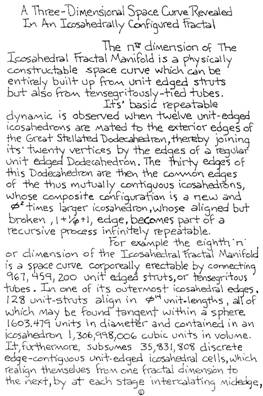 A Three-Dimensional Space Curve Revealed
In An Icosahedrally Configured Fractal
The nth dimension of The
Icosahedral Fractal Manifold is a physically
constructable space curve which can be
entirely built up from unit edged struts
but also from tensegritously-tied tubes.
Its' basic repeatable
dynamic is observed when twelve unit-edged
icosahedrons are mated to the exterior edges of
the Great Stellated Dodecahedron, thereby joining
its' twenty vertices by the edges of a regular
unit edged Dodecahedron. The thirty edges of
this Dodecahedron are then the common edges
of the thus mutually contiguous icosahedrons,
whose composite configuration is a new and
times larger icosahedron, whose aligned but
broken, 1+1/φ+1, edge, becomes part of a
recursive process infinitely repeatable.
For example the eighth 'n'
or dimension of the Icosahedral Fractal Manifold
is a space curve corporally erectable by connecting
967,459,200 unit edged struts, or tensegritous
tubes. In one of its outermost icosahedral edges,
128 unit-struts align in unit-lengths, all of
which may be found tangent within a sphere
1603.479 units in diameter and contained in an
icosahedron 1,306,998,006 cubic units in volume.
It, furthermore, subsumes 35,831,808 discrete
edge-contiguous unit-edged icosahedral cells, which
realign themselves from one fractal dimension to
the next, by at each stage intercalating midedge,